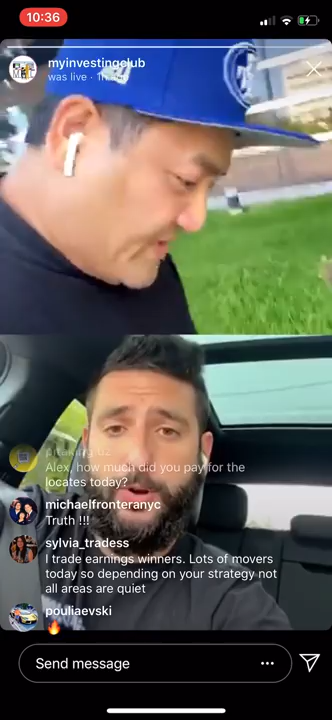 10:36
myinvestingclub
was live ·
Alex, how much did you pay for the
locates today?
michaelfronteranyc
Truth !!!
sylvia_tradess
I trade earnings winners. Lots of movers
today so depending on your strategy not
all areas are quiet
pouliaevski
Send message